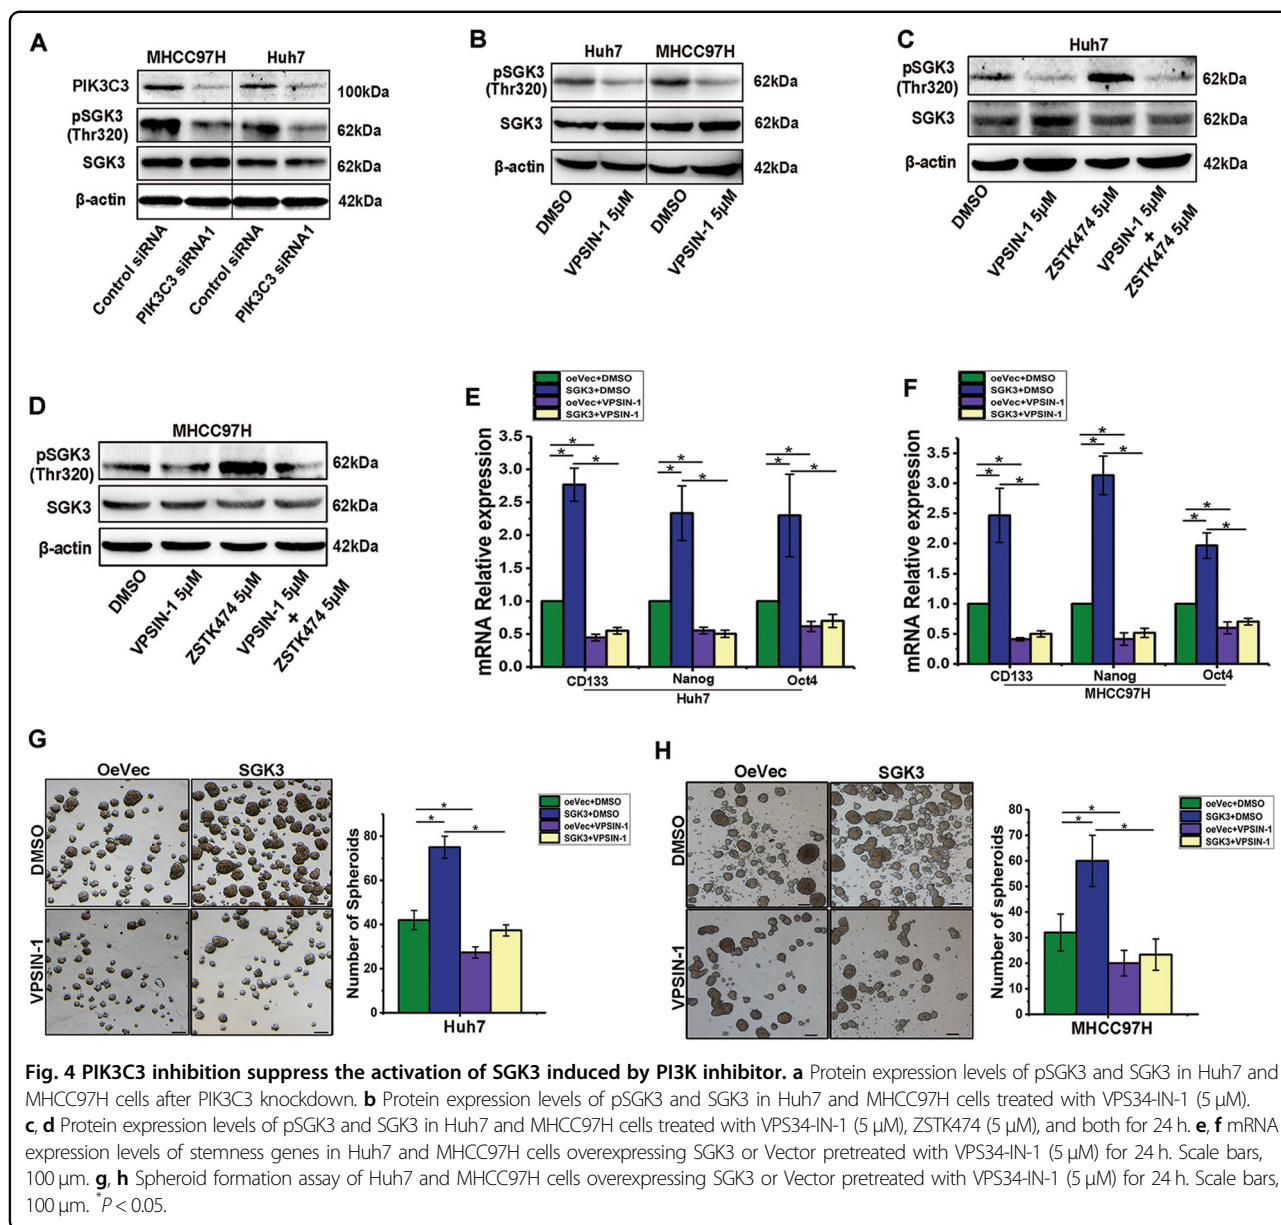 A
MHCC97H Huh7
PIK3C3 100kDa
pSGK3
(Thr320) 62kDa
SGK3 62kDa
β-actin 42kDa
Control siRNA
PIK3C3 siRNA1
Control siRNA
PIK3C3 siRNA1
B
Huh7 MHCC97H
pSGK3
(Thr320) 62kDa
SGK3 62kDa
β-actin 42kDa
DMSO
VPSIN-1 5μM
DMSO
VPSIN-1 5μM
C
Huh7
pSGK3
(Thr320) 62kDa
SGK3 62kDa
β-actin 42kDa
DMSO
VPSIN-1 5μM
ZSTK474 5μM
VPSIN-1 5μM
+
ZSTK474 5μM
D
MHCC97H
pSGK3
(Thr320) 62kDa
SGK3 62kDa
β-actin 42kDa
DMSO
VPSIN-1 5μM
ZSTK474 5μM
VPSIN-1 5μM
+
ZSTK474 5μM
E
oeVec+DMSO
SGK3+DMSO
oeVec+VPSIN-1
SGK3+VPSIN-1
mRNA Relative expression
3.5
3.0
2.5
2.0
1.5
1.0
0.5
0.0
* * *
* * *
* * *
CD133 Nanog Oct4
Huh7
F
oeVec+DMSO
SGK3+DMSO
oeVec+VPSIN-1
SGK3+VPSIN-1
mRNA Relative expression
3.5
3.0
2.5
2.0
1.5
1.0
0.5
0.0
* * *
* * *
* * *
CD133 Nanog Oct4
MHCC97H
G
OeVec SGK3
DMSO
VPSIN-1
oeVec+DMSO
SGK3+DMSO
oeVec+VPSIN-1
SGK3+VPSIN-1
Number of Spheroids
80
60
40
20
0
*
* *
Huh7
H
OeVec SGK3
DMSO
VPSIN-1
oeVec+DMSO
SGK3+DMSO
oeVec+VPSIN-1
SGK3+VPSIN-1
Number of spheroids
80
70
60
50
40
30
20
10
0
*
* *
MHCC97H
Fig. 4 PIK3C3 inhibition suppress the activation of SGK3 induced by PI3K inhibitor. a Protein expression levels of pSGK3 and SGK3 in Huh7 and
MHCC97H cells after PIK3C3 knockdown. b Protein expression levels of pSGK3 and SGK3 in Huh7 and MHCC97H cells treated with VPS34-IN-1 (5 μM).
c, d Protein expression levels of pSGK3 and SGK3 in Huh7 and MHCC97H cells treated with VPS34-IN-1 (5 μM), ZSTK474 (5 μM), and both for 24 h. e, f mRNA
expression levels of stemness genes in Huh7 and MHCC97H cells overexpressing SGK3 or Vector pretreated with VPS34-IN-1 (5 μM) for 24 h. Scale bars,
100 μm. g, h Spheroid formation assay of Huh7 and MHCC97H cells overexpressing SGK3 or Vector pretreated with VPS34-IN-1 (5 μM) for 24 h. Scale bars,
100 μm. *P < 0.05.